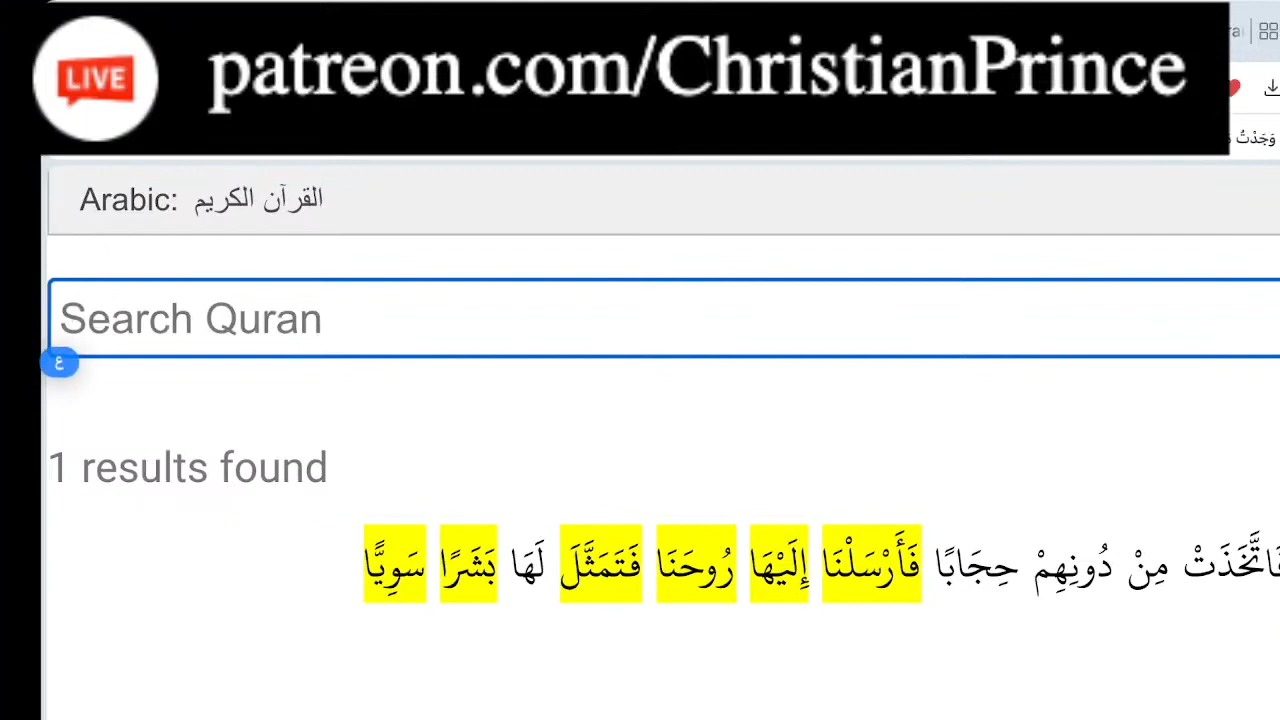 LIVE
patreon.com/ChristianPrince
وَجَدْتُ
Arabic: القرآن الكريم
Search Quran
ع
1 results found
فَاتَّخَذَتْ مِنْ دُونِهِمْ حِجَابًا فَأَرْسَلْنَا إِلَيْهَا رُوحَنَا فَتَمَثَّلَ لَهَا بَشَرًا سَوِيًّا